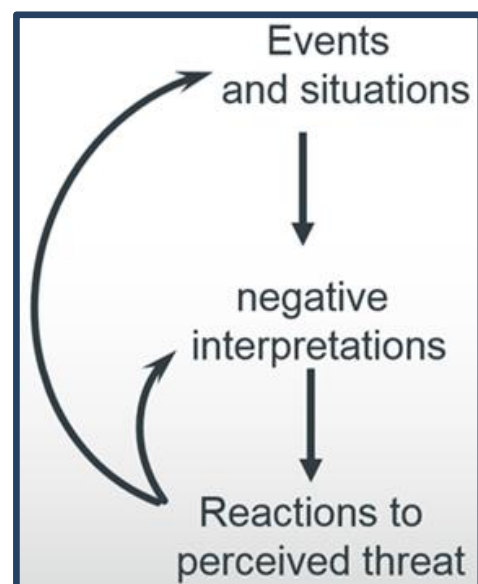 Events
and situations
negative
interpretations
Reactions to
perceived threat